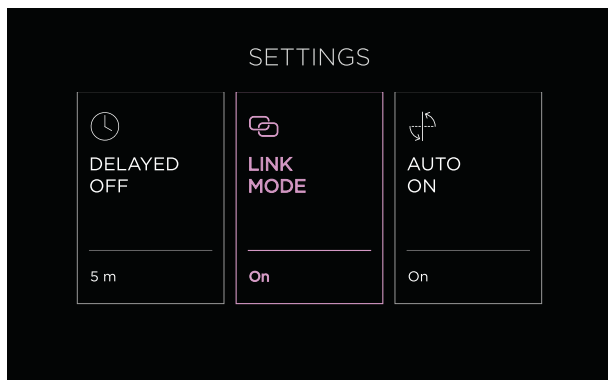 SETTINGS
DELAYED
OFF
5 m
LINK
MODE
On
AUTO
ON
On